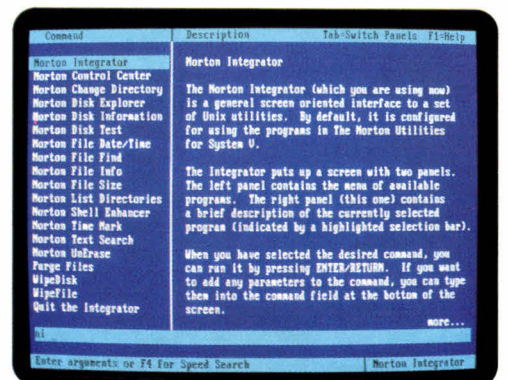 Command
Description Tab=Switch Panels F1=Help
Norton Integrator
Norton Control Center
Norton Change Directory
Norton Disk Explorer
Norton Disk Information
Norton Disk Test
Norton File Date/Time
Norton File Find
Norton File Info
Norton File Size
Norton List Directories
Norton Shell Enhancer
Norton Time Mark
Norton Text Search
Norton UnErase
Purge Files
WipeDisk
WipeFile
Quit the Integrator
Norton Integrator
The Norton Integrator (which you are using now)
is a general screen oriented interface to a set
of Unix utilities. By default, it is configured
for using the programs in The Norton Utilities
for System V.
The Integrator puts up a screen with two panels.
The left panel contains the menu of available
programs. The right panel (this one) contains
a brief description of the currently selected
program (indicated by a highlighted selection bar).
When you have selected the desired command, you
can run it by pressing ENTER/RETURN. If you want
to add any parameters to the command, you can type
them into the command field at the bottom of the
screen.
more...
ni
Enter arguments or F4 for Speed Search
Norton Integrator